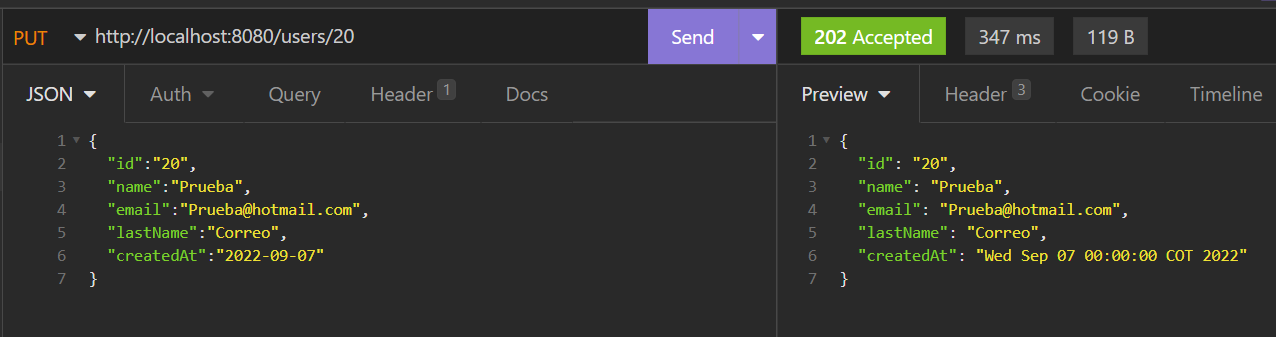 PUT http://localhost:8080/users/20 Send 202 Accepted 347 ms 119 B
JSON Auth Query Header 1 Docs Preview Header 3 Cookie Timeline
1 {
2 "id":"20",
3 "name":"Prueba",
4 "email":"Prueba@hotmail.com",
5 "lastName":"Correo",
6 "createdAt":"2022-09-07"
7 }
1 {
2 "id": "20",
3 "name": "Prueba",
4 "email": "Prueba@hotmail.com",
5 "lastName": "Correo",
6 "createdAt": "Wed Sep 07 00:00:00 COT 2022"
7 }